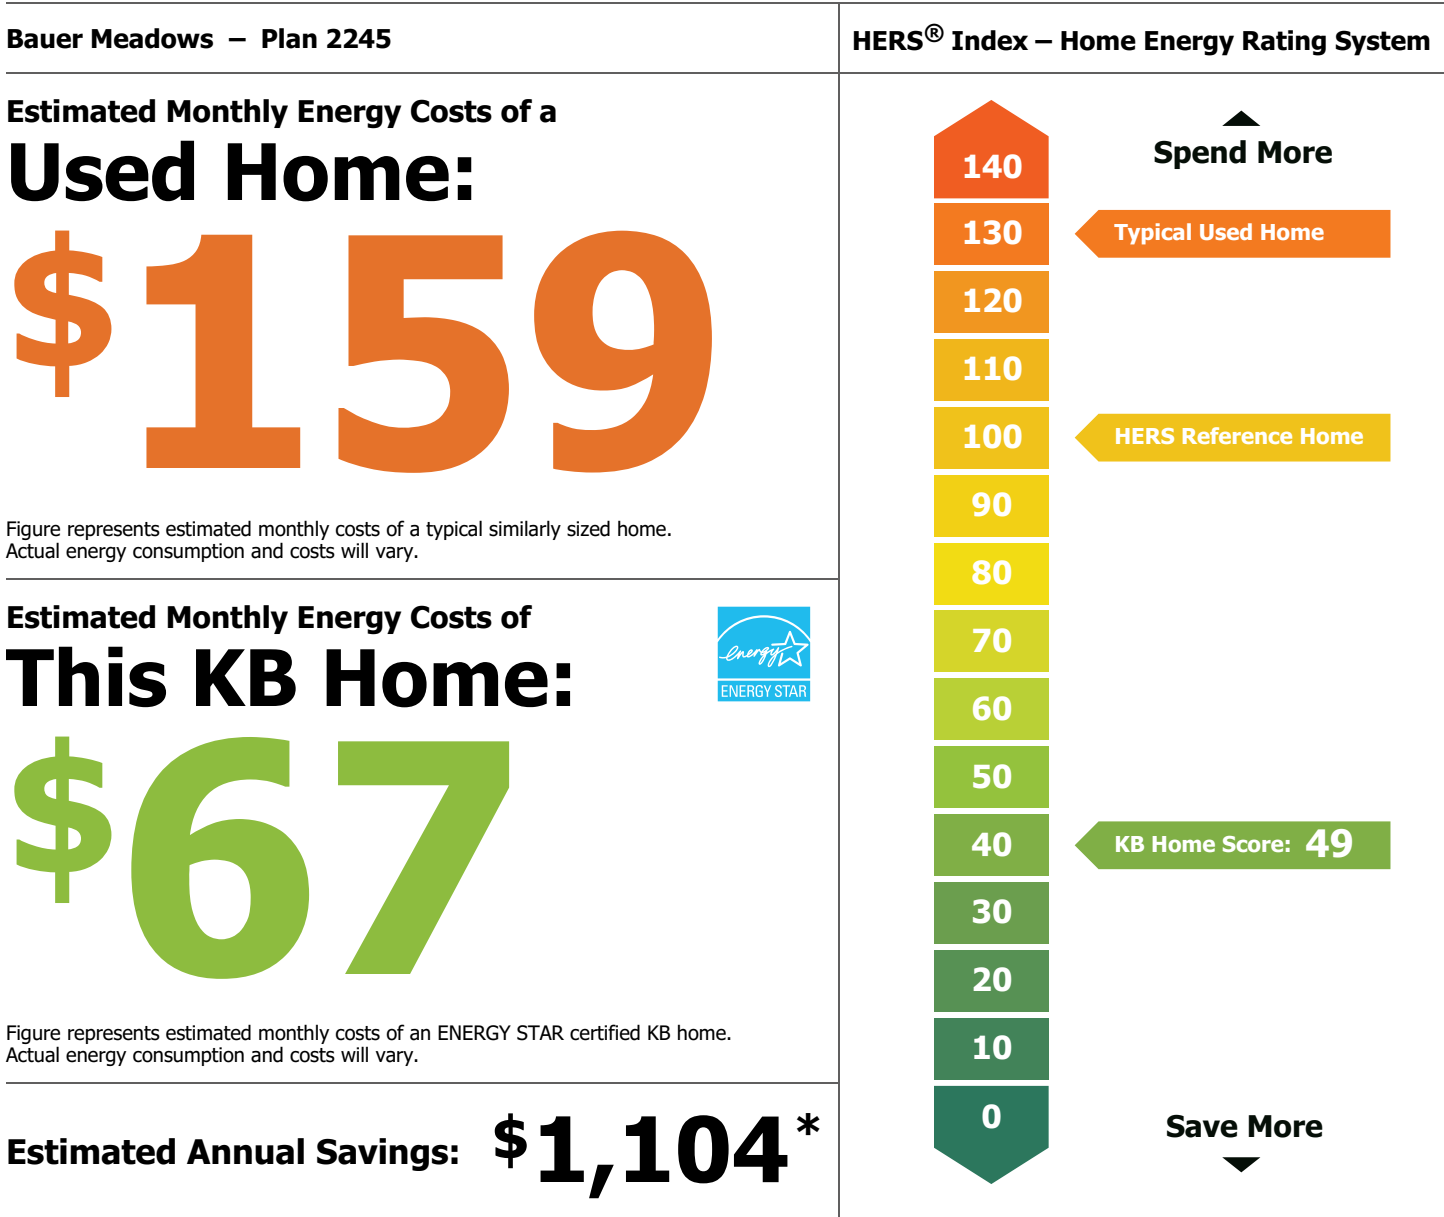 Bauer Meadows – Plan 2245
Estimated Monthly Energy Costs of a
Used Home:
$159
Figure represents estimated monthly costs of a typical similarly sized home.
Actual energy consumption and costs will vary.
Estimated Monthly Energy Costs of
This KB Home:
energy
ENERGY STAR
$67
Figure represents estimated monthly costs of an ENERGY STAR certified KB home.
Actual energy consumption and costs will vary.
Estimated Annual Savings: $1,104*
HERS® Index – Home Energy Rating System
Spend More
140
130 Typical Used Home
120
110
100 HERS Reference Home
90
80
70
60
50
40 KB Home Score: 49
30
20
10
0
Save More